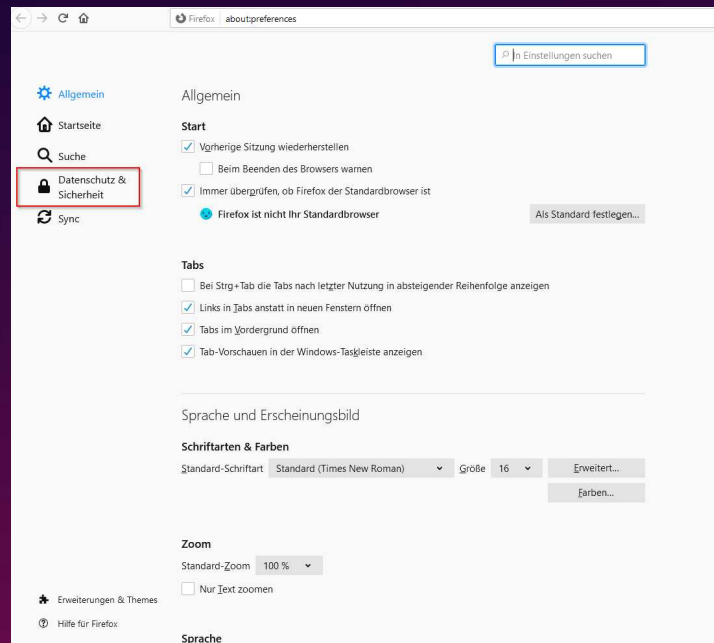 Firefox about:preferences
In Einstellungen suchen
Allgemein
Startseite
Suche
Datenschutz &
Sicherheit
Sync
Erweiterungen & Themes
Hilfe für Firefox
Allgemein
Start
Vorherige Sitzung wiederherstellen
Beim Beenden des Browsers warnen
Immer überprüfen, ob Firefox der Standardbrowser ist
Firefox ist nicht Ihr Standardbrowser
Als Standard festlegen...
Tabs
Bei Strg+Tab die Tabs nach letzter Nutzung in absteigender Reihenfolge anzeigen
Links in Tabs anstatt in neuen Fenstern öffnen
Tabs im Vordergrund öffnen
Tab-Vorschauen in der Windows-Taskleiste anzeigen
Sprache und Erscheinungsbild
Schriftarten & Farben
Standard-Schriftart Standard (Times New Roman) Größe 16 Erweitert...
Farben...
Zoom
Standard-Zoom 100 %
Nur Text zoomen
Sprache